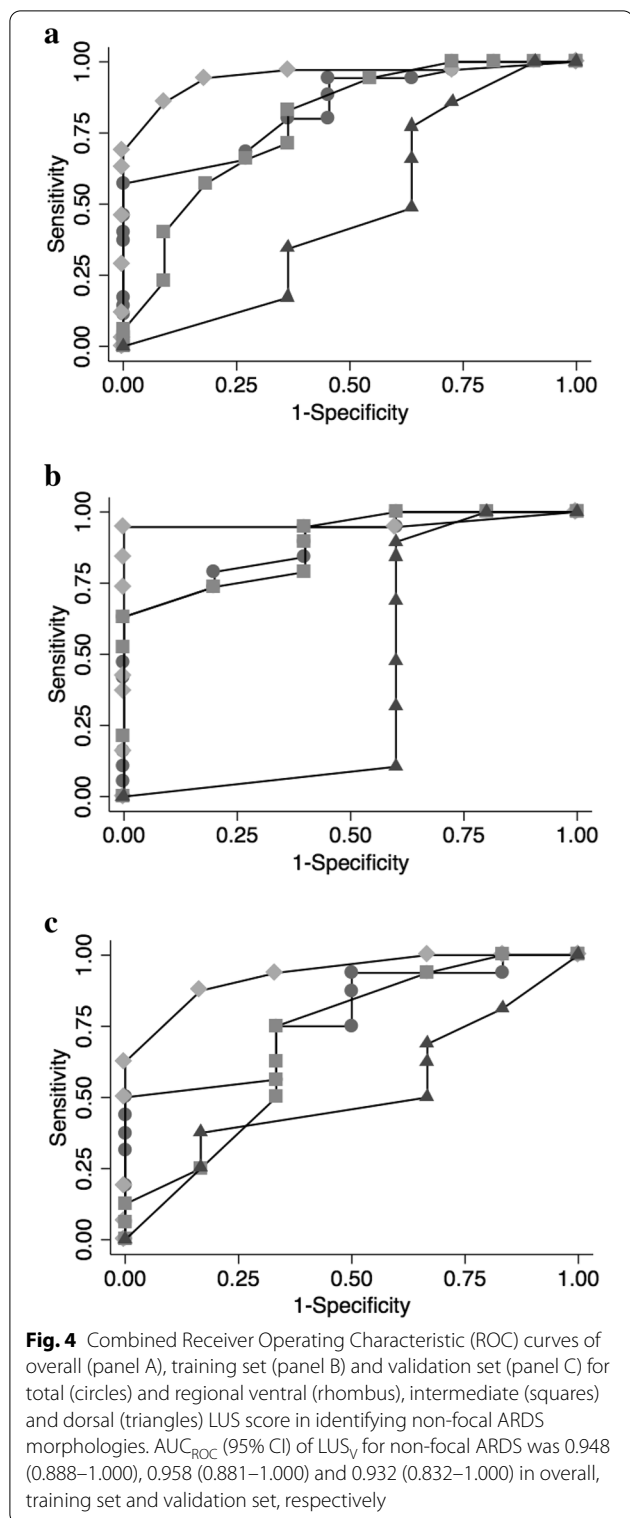 a
1.00
0.75
0.50
0.25
0.00
Sensitivity
0.00 0.25 0.50 0.75 1.00
1-Specificity
b
1.00
0.75
0.50
0.25
0.00
Sensitivity
0.00 0.25 0.50 0.75 1.00
1-Specificity
c
1.00
0.75
0.50
0.25
0.00
Sensitivity
0.00 0.25 0.50 0.75 1.00
1-Specificity
Fig. 4 Combined Receiver Operating Characteristic (ROC) curves of
overall (panel A), training set (panel B) and validation set (panel C) for
total (circles) and regional ventral (rhombus), intermediate (squares)
and dorsal (triangles) LUS score in identifying non-focal ARDS
morphologies. AUCROC (95% CI) of LUSV for non-focal ARDS was 0.948
(0.888–1.000), 0.958 (0.881–1.000) and 0.932 (0.832–1.000) in overall,
training set and validation set, respectively